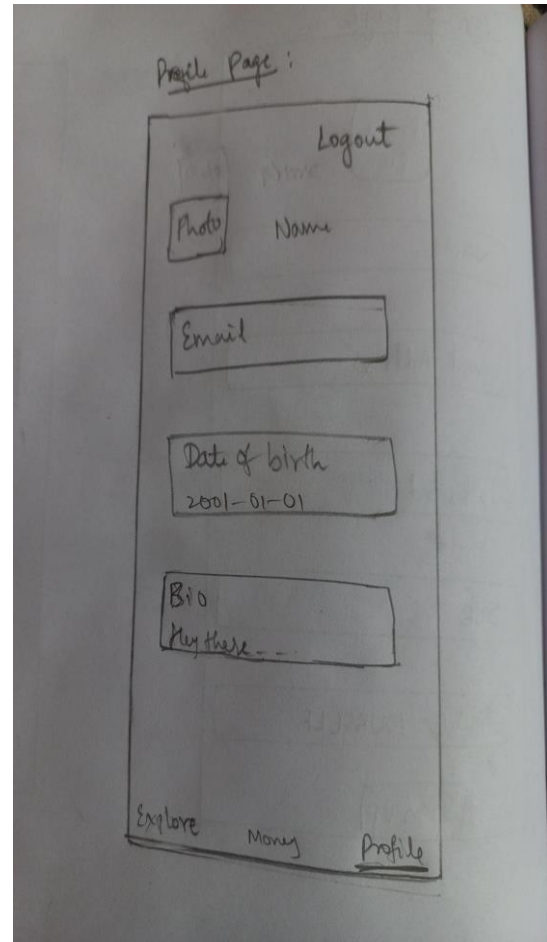 Profile Page :
Logout
Photo Name
Email
Date of birth
2001-01-01
Bio
Hey there - - -
Explore Money Profile